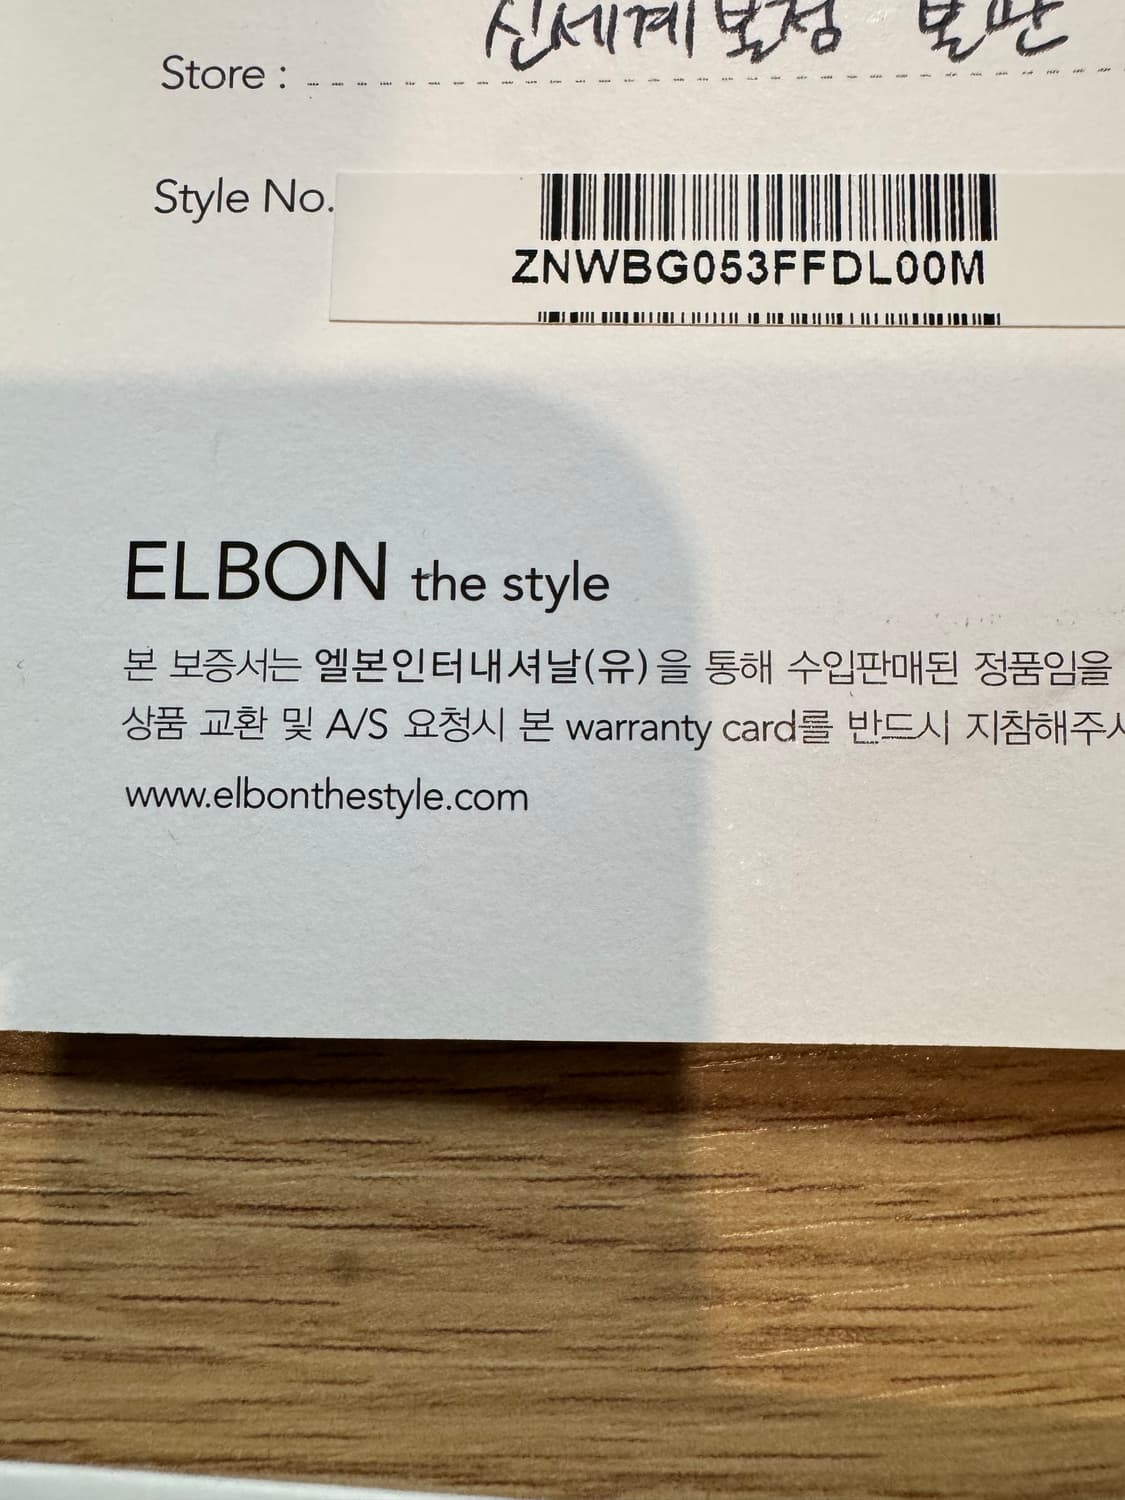 신세계본점 본판
Store :
Style No.
ZNWBG053FFDL00M
ELBON the style
본 보증서는 엘본인터내셔날(유)을 통해 수입판매된 정품임을
상품 교환 및 A/S 요청시 본 warranty card를 반드시 지참해주시
www.elbonthestyle.com